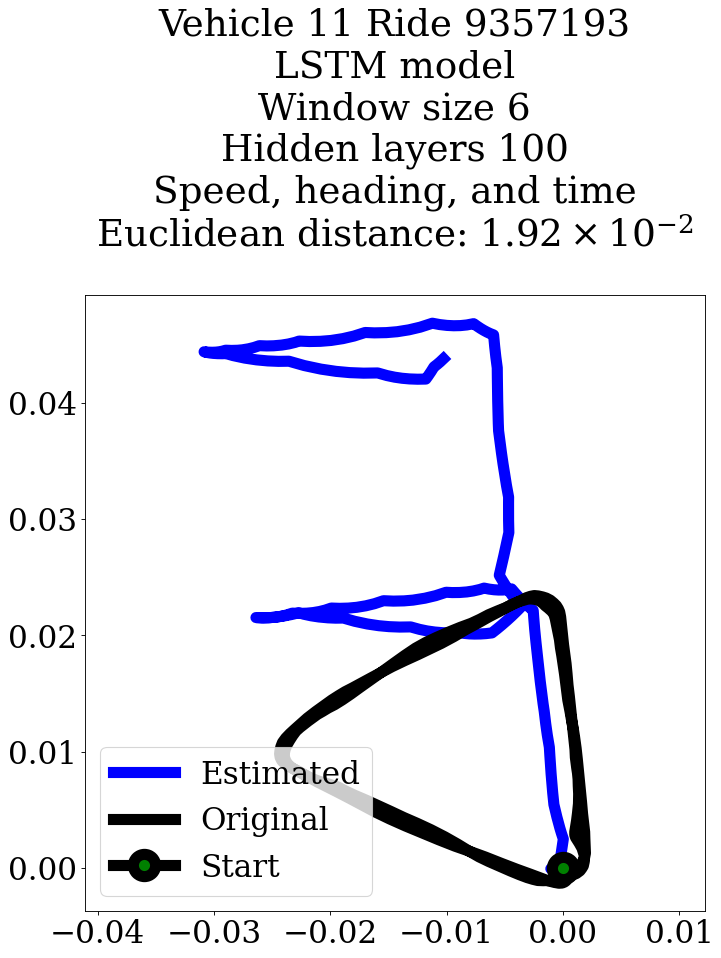 Vehicle 11 Ride 9357193
LSTM model
Window size 6
Hidden layers 100
Speed, heading, and time
Euclidean distance: 1.92 × 10⁻²
0.04
0.03
0.02
0.01
0.00
Estimated
Original
Start
−0.04 −0.03 −0.02 −0.01 0.00 0.01